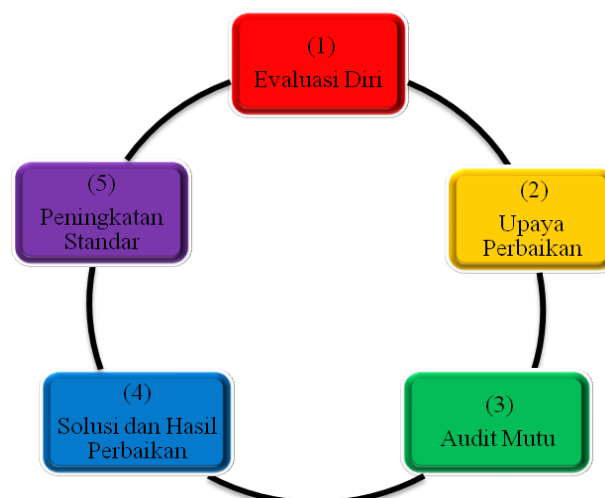 (1)
Evaluasi Diri
(2)
Upaya
Perbaikan
(3)
Audit Mutu
(4)
Solusi dan Hasil
Perbaikan
(5)
Peningkatan
Standar